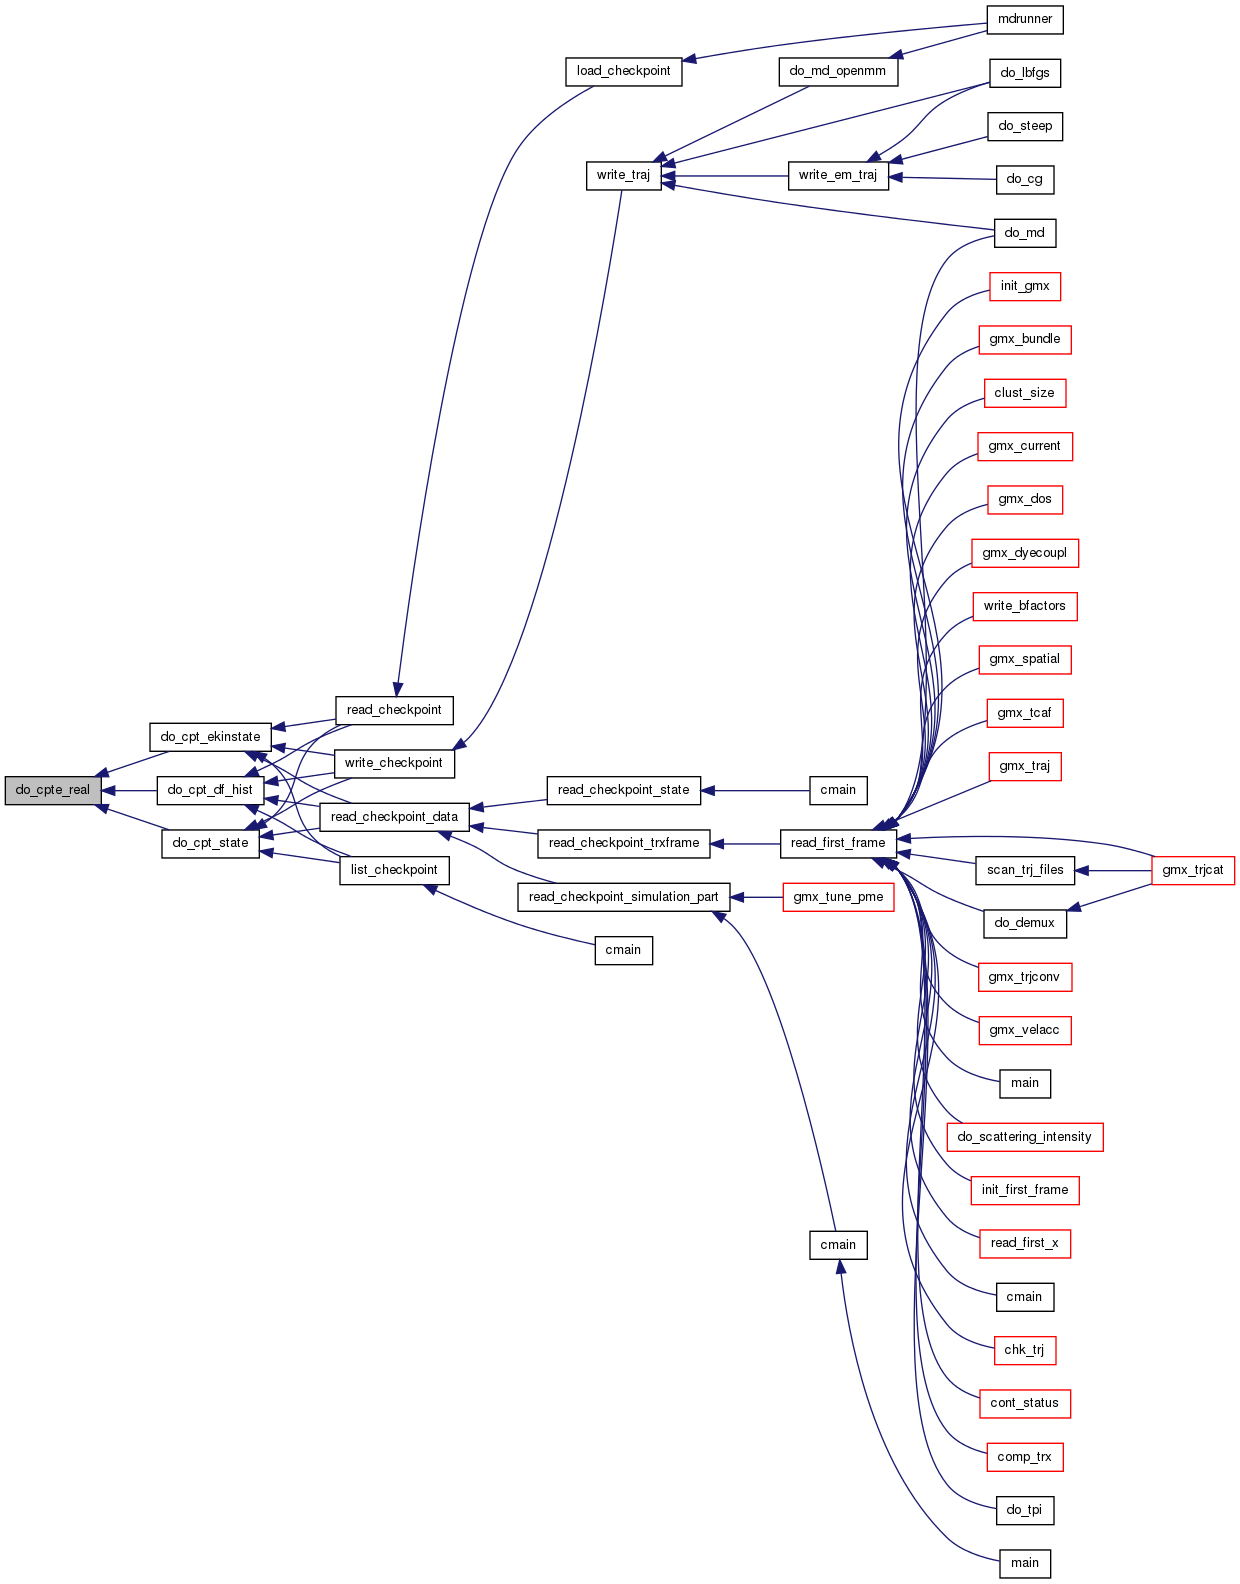 mdrunner
load_checkpoint
do_md_openmm
do_lbfgs
do_steep
write_traj
write_em_traj
do_cg
do_md
init_gmx
gmx_bundle
clust_size
gmx_current
gmx_dos
gmx_dyecoupl
write_bfactors
gmx_spatial
gmx_tcaf
read_checkpoint
do_cpt_ekinstate
write_checkpoint
gmx_traj
do_cpte_real
do_cpt_df_hist
read_checkpoint_state
cmain
read_checkpoint_data
do_cpt_state
read_checkpoint_trxframe
read_first_frame
list_checkpoint
scan_trj_files
gmx_trjcat
read_checkpoint_simulation_part
gmx_tune_pme
do_demux
cmain
gmx_trjconv
gmx_velacc
main
do_scattering_intensity
init_first_frame
cmain
read_first_x
cmain
chk_trj
cont_status
comp_trx
do_tpi
main